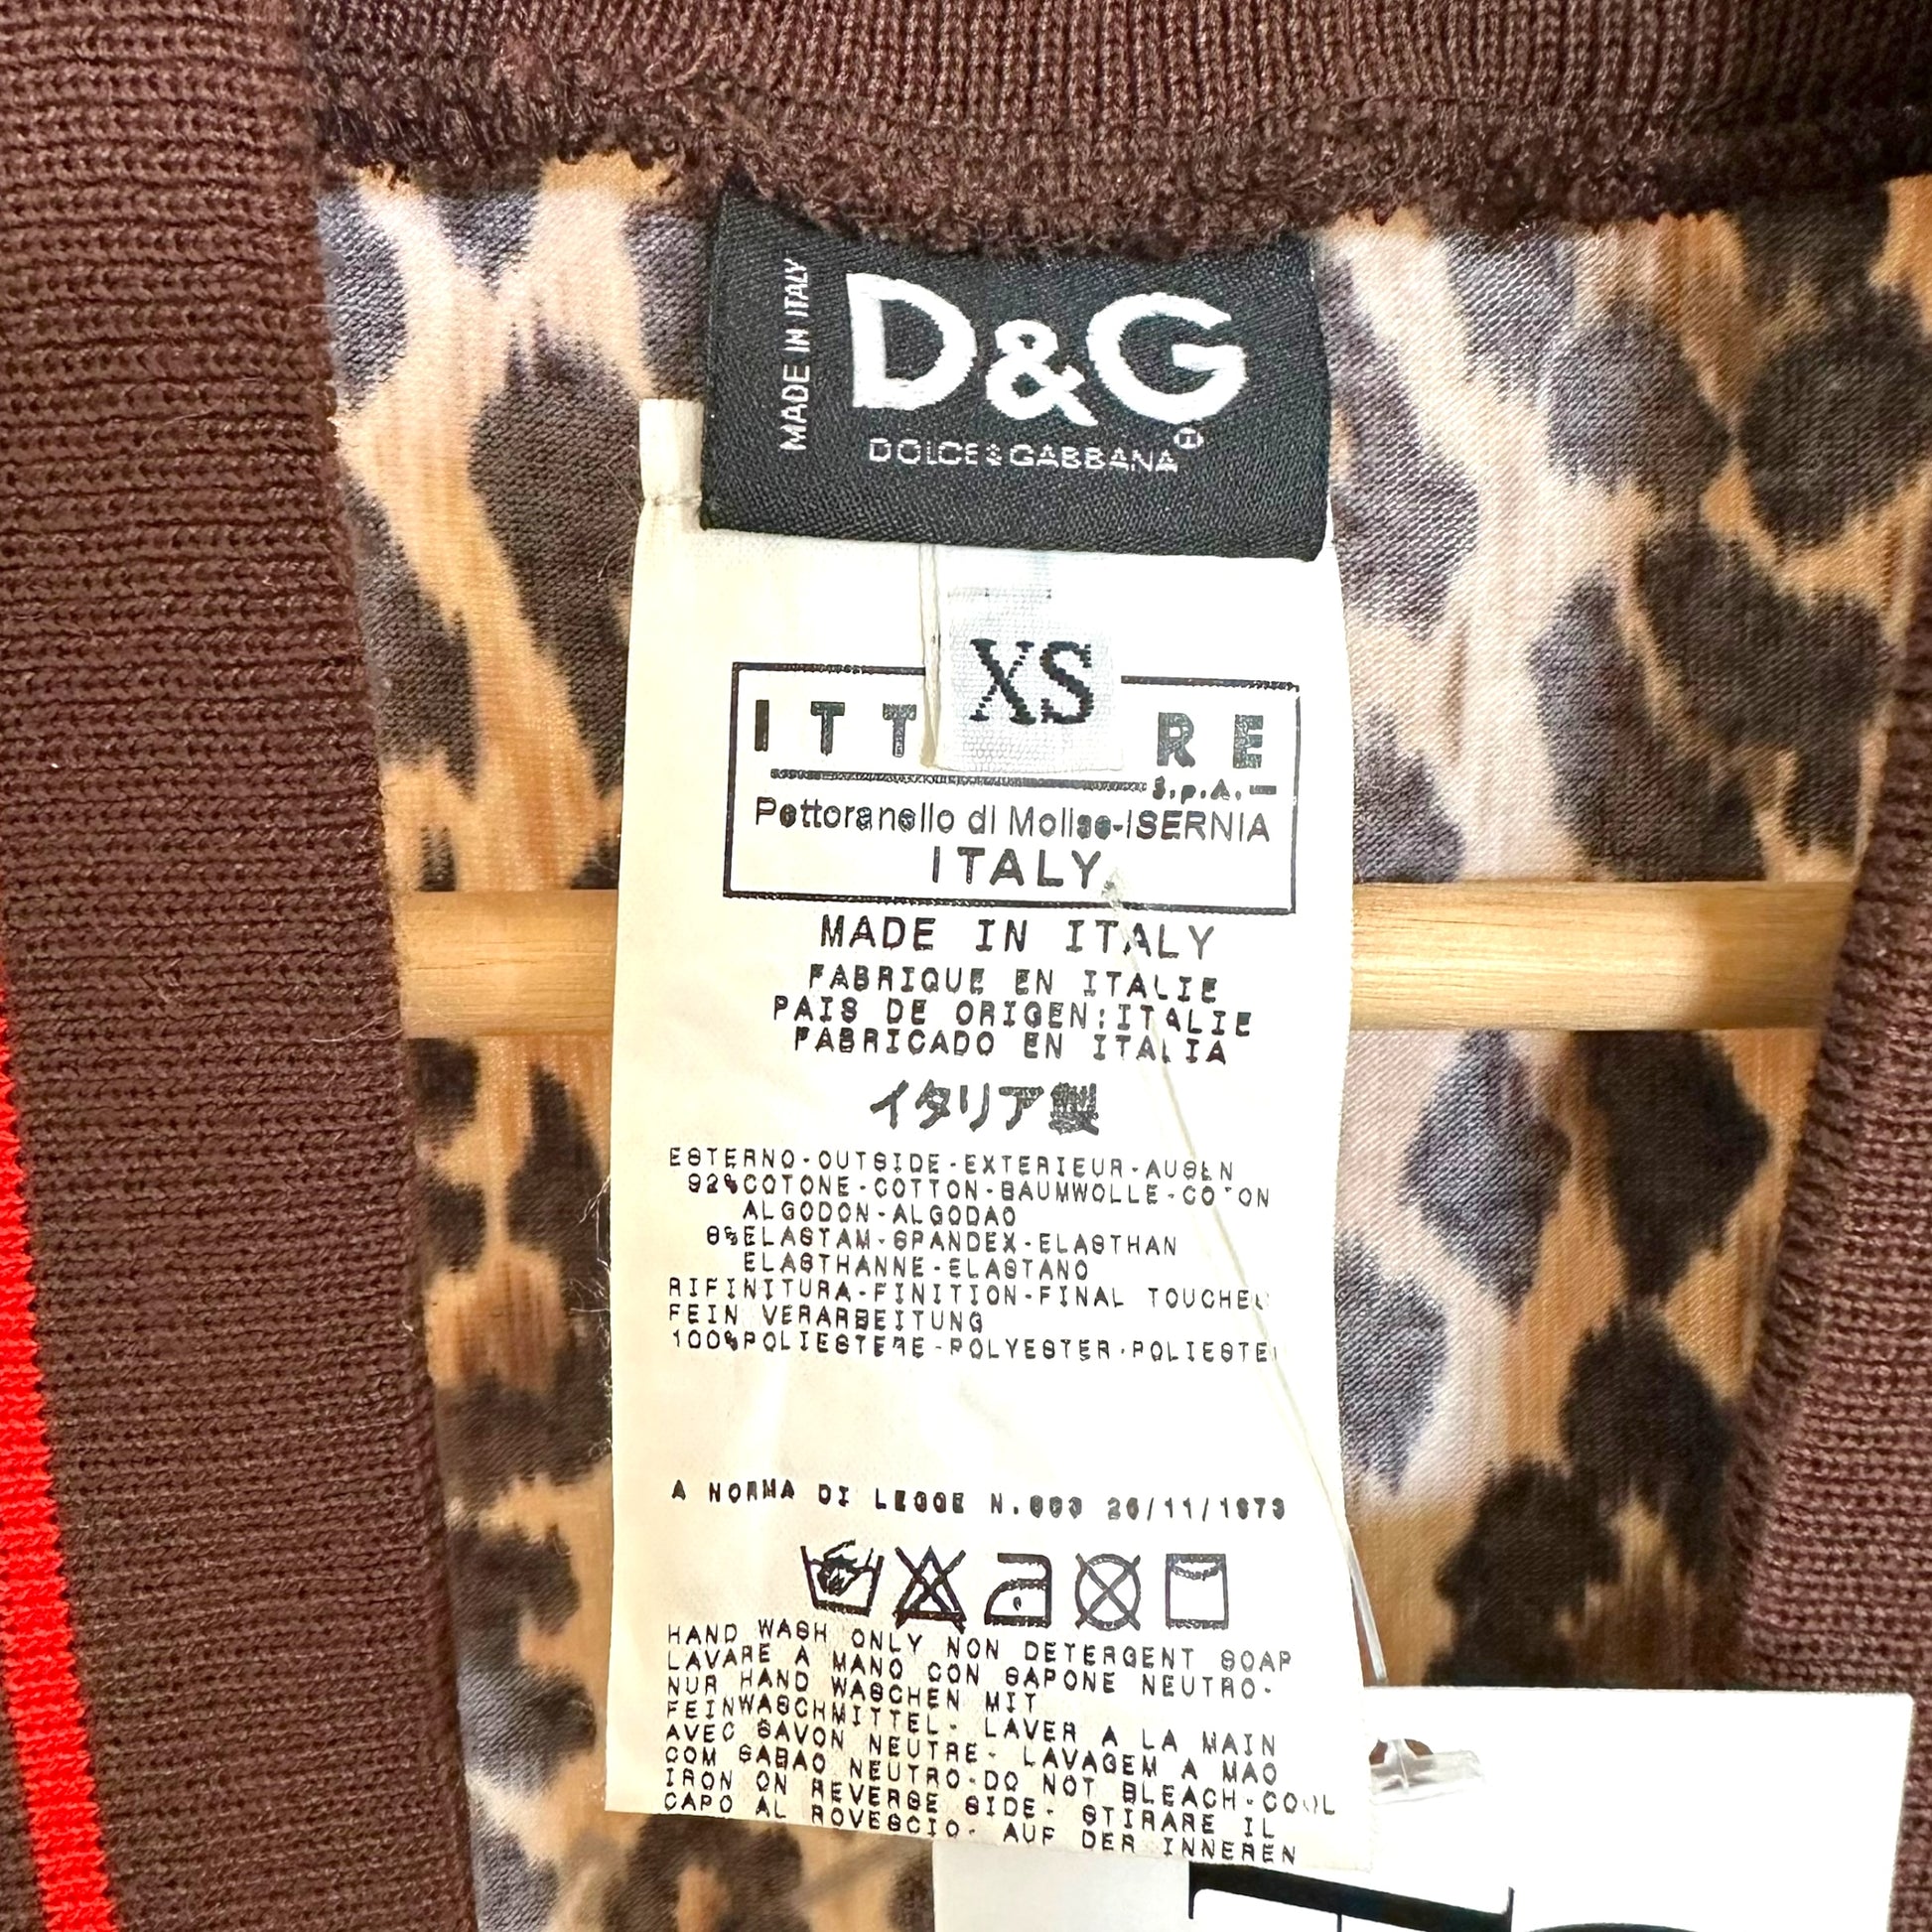 MADE IN ITALY
D&G
DOLCE&GABBANA
XS
ITT RE
S.p.A.
Pettoranello di Molise-ISERNIA
ITALY
MADE IN ITALY
FABRIQUE EN ITALIE
PAIS DE ORIGEN:ITALIE
FABRICADO EN ITALIA
イタリア製
ESTERNO-OUTSIDE-EXTERIEUR-AUSEN
92%COTONE-COTTON-BAUMWOLLE-COTON
ALGODON-ALGODAO
8%ELASTAM-SPANDEX-ELASTHAN
ELASTHANNE-ELASTANO
RIFINITURA-FINITION-FINAL TOUCHES
FEIN VERARBEITUNG
100%POLIESTERE-POLYESTER-POLIESTE
A NORMA DI LEGGE N.883 26/11/1973
HAND WASH ONLY NON DETERGENT SOAP
LAVARE A MANO CON SAPONE NEUTRO-
NUR HAND WASCHEN MIT
FEINWASCHMITTEL- LAVER A LA MAIN
AVEC SAVON NEUTRE- LAVAGEM A MAO
COM SABAO NEUTRO-DO NOT BLEACH-COOL
IRON ON REVERSE SIDE- STIRARE IL
CAPO AL ROVESCIO- AUF DER INNEREN